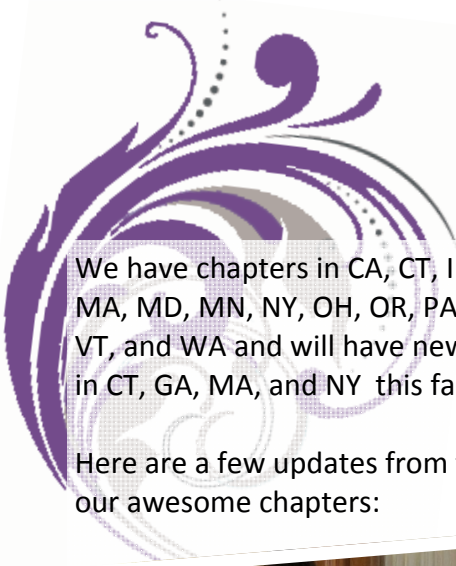 We have chapters in CA, CT,
MA, MD, MN, NY, OH, OR, PA
VT, and WA and will have new
in CT, GA, MA, and NY this
Here are a few updates from
our awesome chapters: